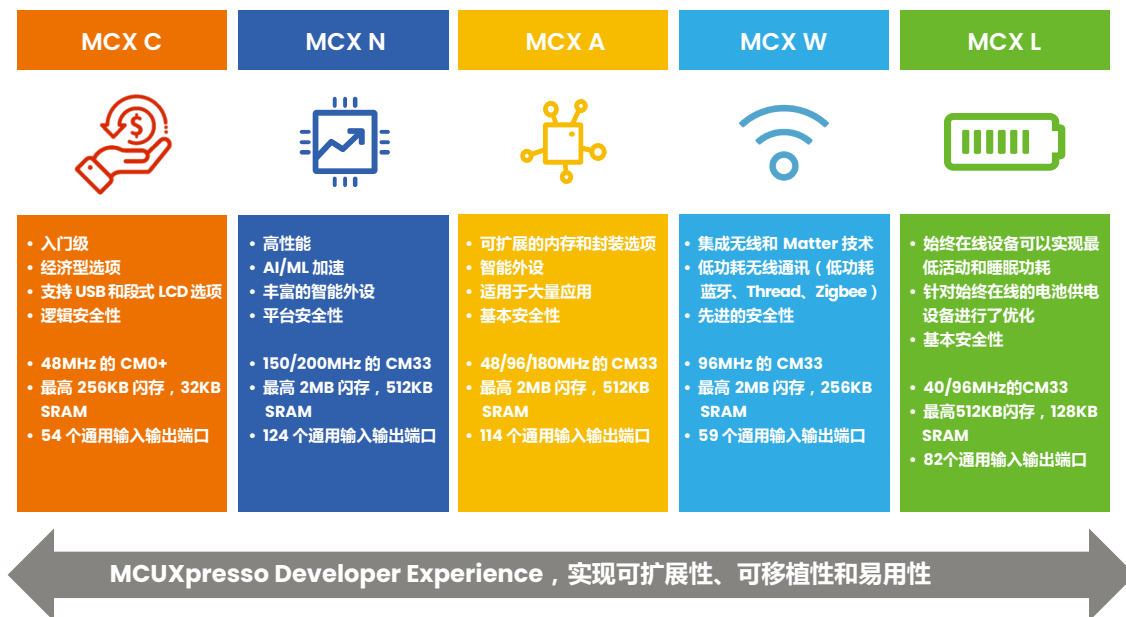 MCX C
MCX N
MCX A
MCX W
MCX L
$
• 入门级
• 经济型选项
• 支持 USB 和段式 LCD 选项
• 逻辑安全性
• 48MHz 的 CM0+
• 最高 256KB 闪存，32KB
SRAM
• 54 个通用输入输出端口
• 高性能
• AI/ML 加速
• 丰富的智能外设
• 平台安全性
• 150/200MHz 的 CM33
• 最高 2MB 闪存，512KB
SRAM
• 124 个通用输入输出端口
• 可扩展的内存和封装选项
• 智能外设
• 适用于大量应用
• 基本安全性
• 48/96/180MHz 的 CM33
• 最高 2MB 闪存，512KB
SRAM
• 114 个通用输入输出端口
• 集成无线和 Matter 技术
• 低功耗无线通讯（低功耗
蓝牙、Thread、Zigbee）
• 先进的安全性
• 96MHz 的 CM33
• 最高 2MB 闪存，256KB
SRAM
• 59 个通用输入输出端口
• 始终在线设备可以实现最
低活动和睡眠功耗
• 针对始终在线的电池供电
设备进行了优化
• 基本安全性
• 40/96MHz的CM33
• 最高512KB闪存，128KB
SRAM
• 82个通用输入输出端口
MCUXpresso Developer Experience，实现可扩展性、可移植性和易用性